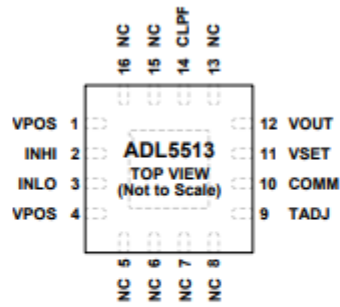 16 NC
15 NC
14 CLPF
13 NC
VPOS 1
INHI 2
INLO 3
VPOS 4
ADL5513
TOP VIEW
(Not to Scale)
12 VOUT
11 VSET
10 COMM
9 TADJ
NC 5
NC 6
NC 7
NC 8